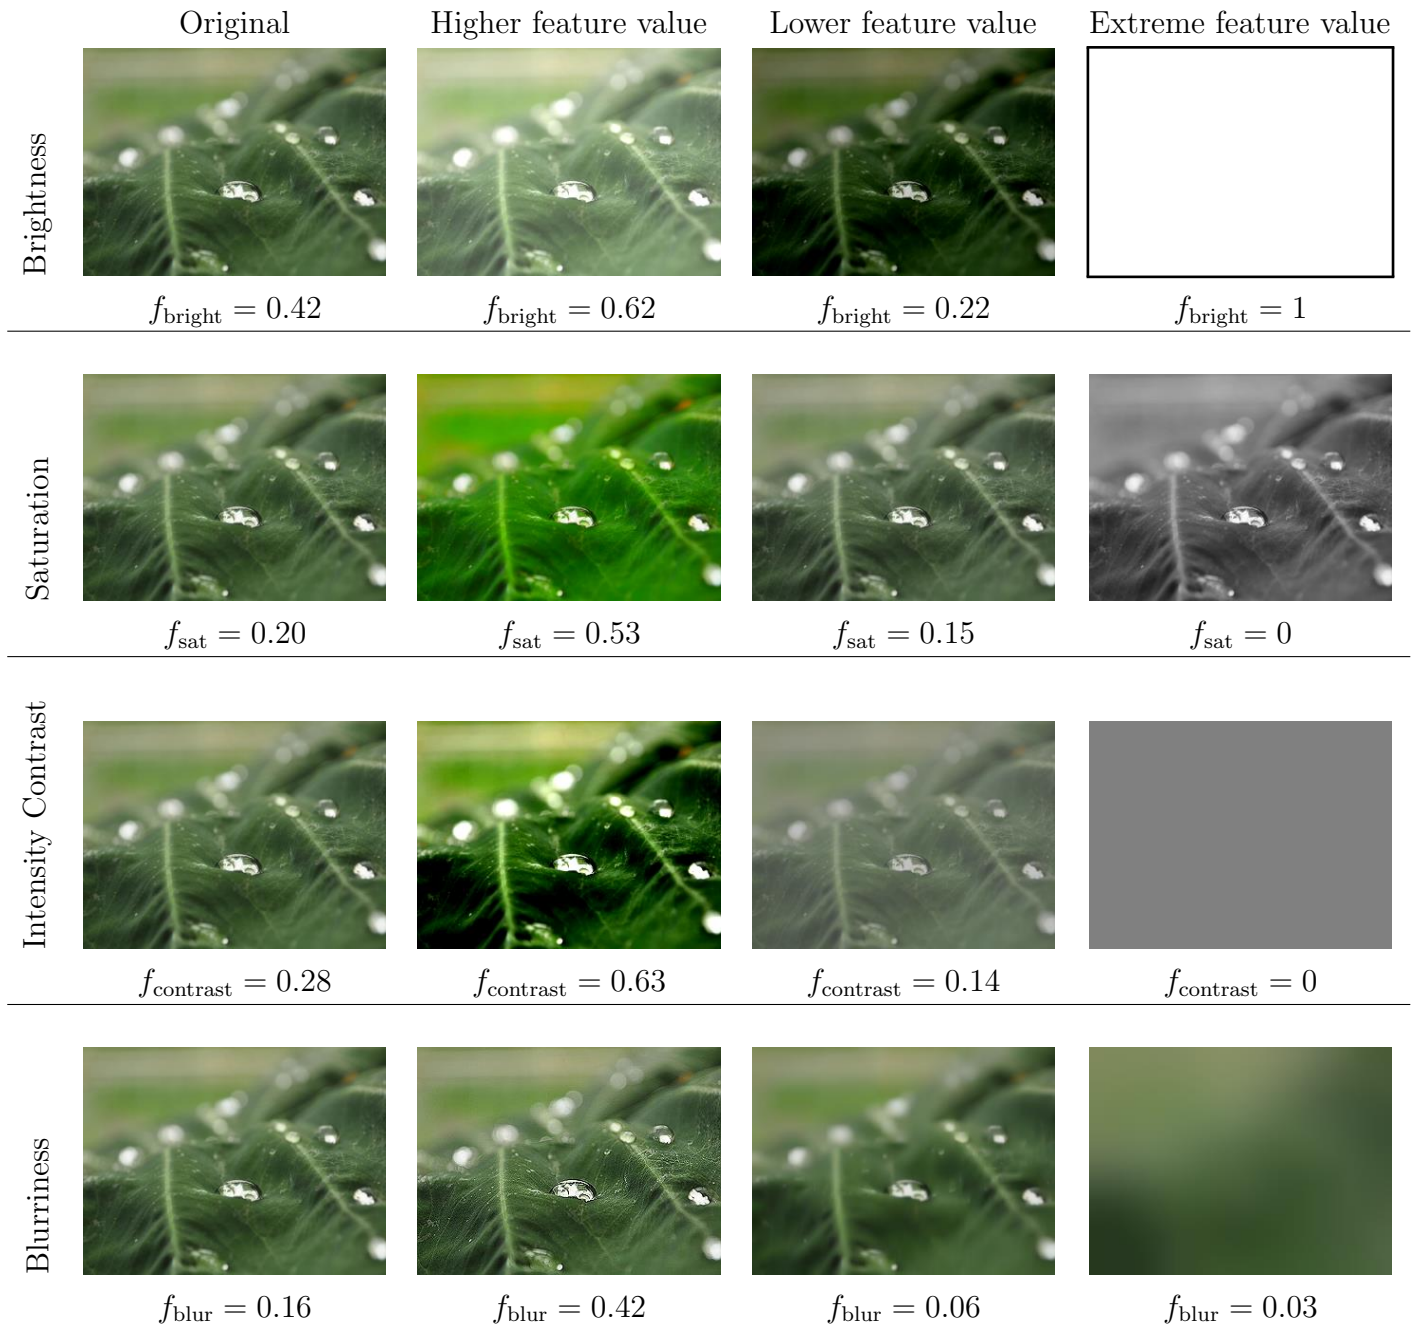 Original Higher feature value Lower feature value Extreme feature value
Brightness
f_bright = 0.42 f_bright = 0.62 f_bright = 0.22 f_bright = 1
Saturation
f_sat = 0.20 f_sat = 0.53 f_sat = 0.15 f_sat = 0
Intensity Contrast
f_contrast = 0.28 f_contrast = 0.63 f_contrast = 0.14 f_contrast = 0
Blurriness
f_blur = 0.16 f_blur = 0.42 f_blur = 0.06 f_blur = 0.03